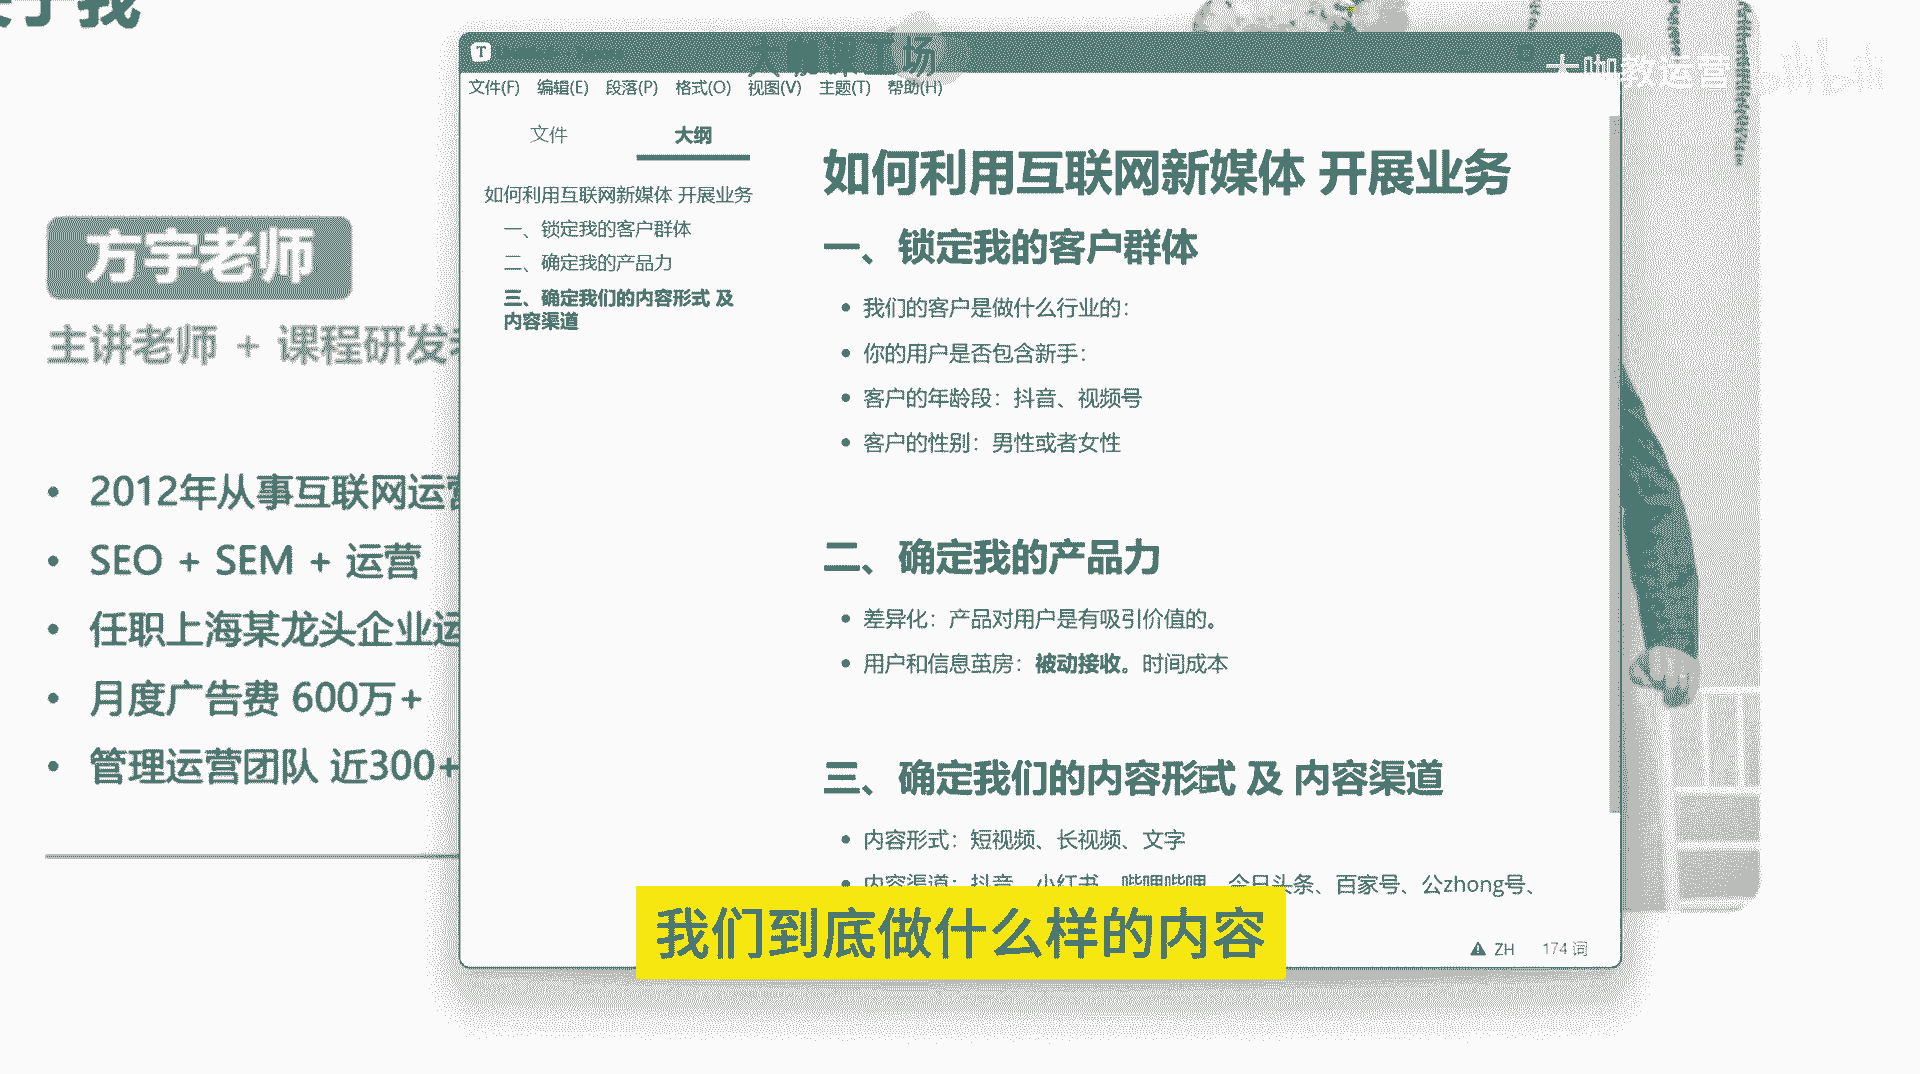 于我
方宇老师
主讲老师 + 课程研发
• 2012年从事互联网运营
• SEO + SEM + 运营
• 任职上海某龙头企业运
• 月度广告费 600万+
• 管理运营团队 近300+
大咖课工场
大咖教运营 bilibili
文件(F) 编辑(E) 段落(P) 格式(O) 视图(V) 主题(T) 帮助(H)
文件 大纲
如何利用互联网新媒体 开展业务
一、锁定我的客户群体
二、确定我的产品力
三、确定我们的内容形式 及
内容渠道
如何利用互联网新媒体 开展业务
一、锁定我的客户群体
• 我们的客户是做什么行业的：
• 你的用户是否包含新手：
• 客户的年龄段：抖音、视频号
• 客户的性别：男性或者女性
二、确定我的产品力
• 差异化：产品对用户是有吸引价值的。
• 用户和信息茧房：被动接收。时间成本
三、确定我们的内容形式 及 内容渠道
• 内容形式：短视频、长视频、文字
• 内容渠道：抖音、小红书、哔哩哔哩、今日头条、百家号、公zhong号、
我们到底做什么样的内容
ZH 174 词